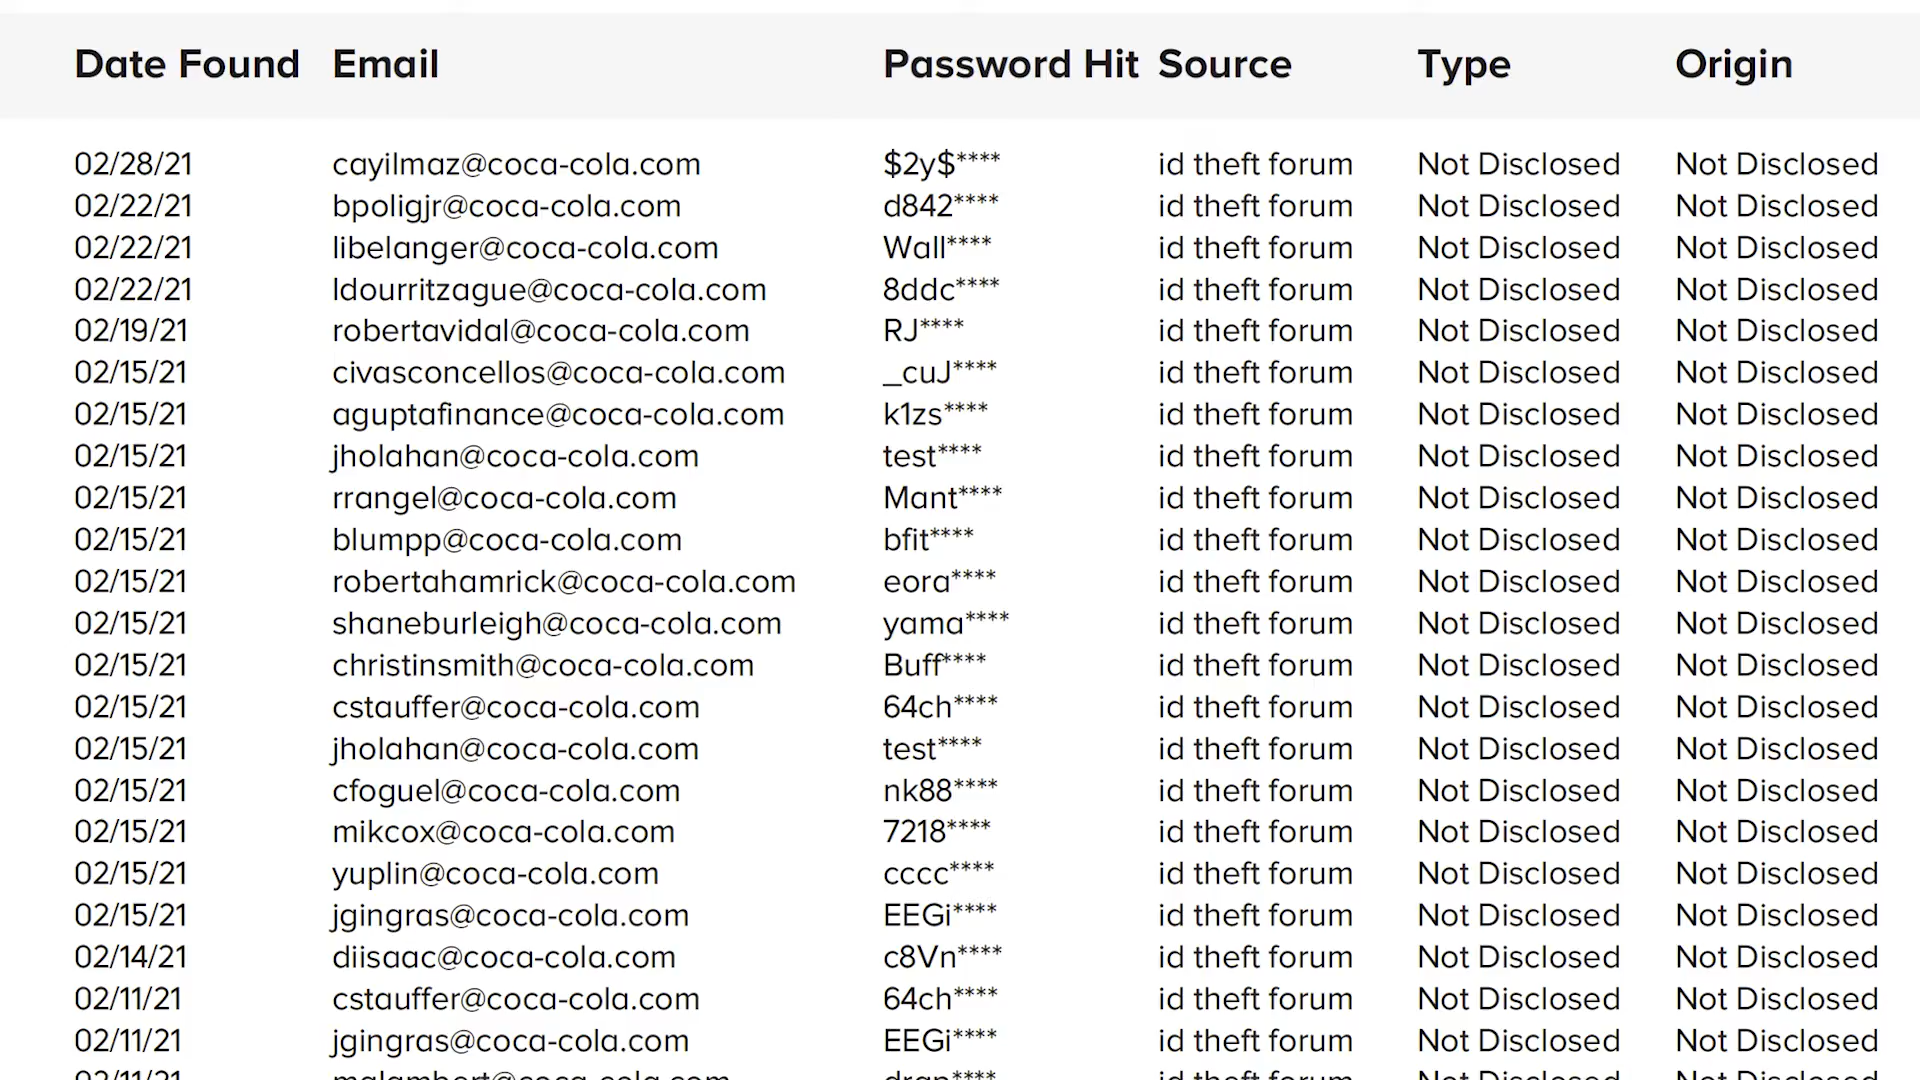 Date Found Email Password Hit Source Type Origin
02/28/21 cayilmaz@coca-cola.com $2y$**** id theft forum Not Disclosed Not Disclosed
02/22/21 bpoligjr@coca-cola.com d842**** id theft forum Not Disclosed Not Disclosed
02/22/21 libelanger@coca-cola.com Wall**** id theft forum Not Disclosed Not Disclosed
02/22/21 ldourritzague@coca-cola.com 8ddc**** id theft forum Not Disclosed Not Disclosed
02/19/21 robertavidal@coca-cola.com RJ**** id theft forum Not Disclosed Not Disclosed
02/15/21 civasconcellos@coca-cola.com _cuJ**** id theft forum Not Disclosed Not Disclosed
02/15/21 aguptafinance@coca-cola.com k1zs**** id theft forum Not Disclosed Not Disclosed
02/15/21 jholahan@coca-cola.com test**** id theft forum Not Disclosed Not Disclosed
02/15/21 rrangel@coca-cola.com Mant**** id theft forum Not Disclosed Not Disclosed
02/15/21 blumpp@coca-cola.com bfit**** id theft forum Not Disclosed Not Disclosed
02/15/21 robertahamrick@coca-cola.com eora**** id theft forum Not Disclosed Not Disclosed
02/15/21 shaneburleigh@coca-cola.com yama**** id theft forum Not Disclosed Not Disclosed
02/15/21 christinsmith@coca-cola.com Buff**** id theft forum Not Disclosed Not Disclosed
02/15/21 cstauffer@coca-cola.com 64ch**** id theft forum Not Disclosed Not Disclosed
02/15/21 jholahan@coca-cola.com test**** id theft forum Not Disclosed Not Disclosed
02/15/21 cfoguel@coca-cola.com nk88**** id theft forum Not Disclosed Not Disclosed
02/15/21 mikcox@coca-cola.com 7218**** id theft forum Not Disclosed Not Disclosed
02/15/21 yuplin@coca-cola.com cccc**** id theft forum Not Disclosed Not Disclosed
02/15/21 jgingras@coca-cola.com EEGi**** id theft forum Not Disclosed Not Disclosed
02/14/21 diisaac@coca-cola.com c8Vn**** id theft forum Not Disclosed Not Disclosed
02/11/21 cstauffer@coca-cola.com 64ch**** id theft forum Not Disclosed Not Disclosed
02/11/21 jgingras@coca-cola.com EEGi**** id theft forum Not Disclosed Not Disclosed
02/11/21 id theft forum Not Disclosed Not Disclosed